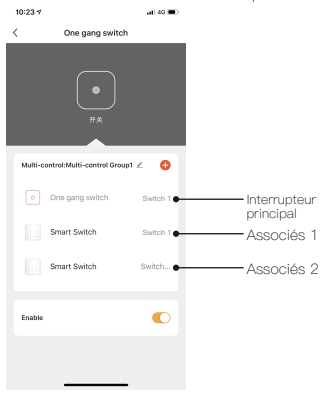 10:23
4G
One gang switch
开关
Multi-control:Multi-control Group1
One gang switch Switch 1
Interrupteur
principal
Smart Switch Switch 1
Associés 1
Smart Switch Switch...
Associés 2
Enable